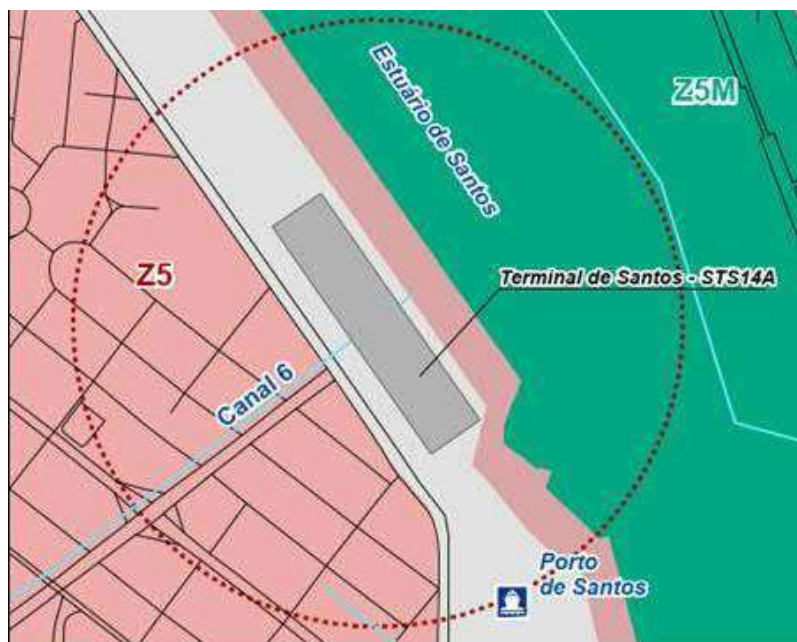 Estuário de Santos
Z5M
Z5
Terminal de Santos - STS14A
Canal 6
Porto
de Santos